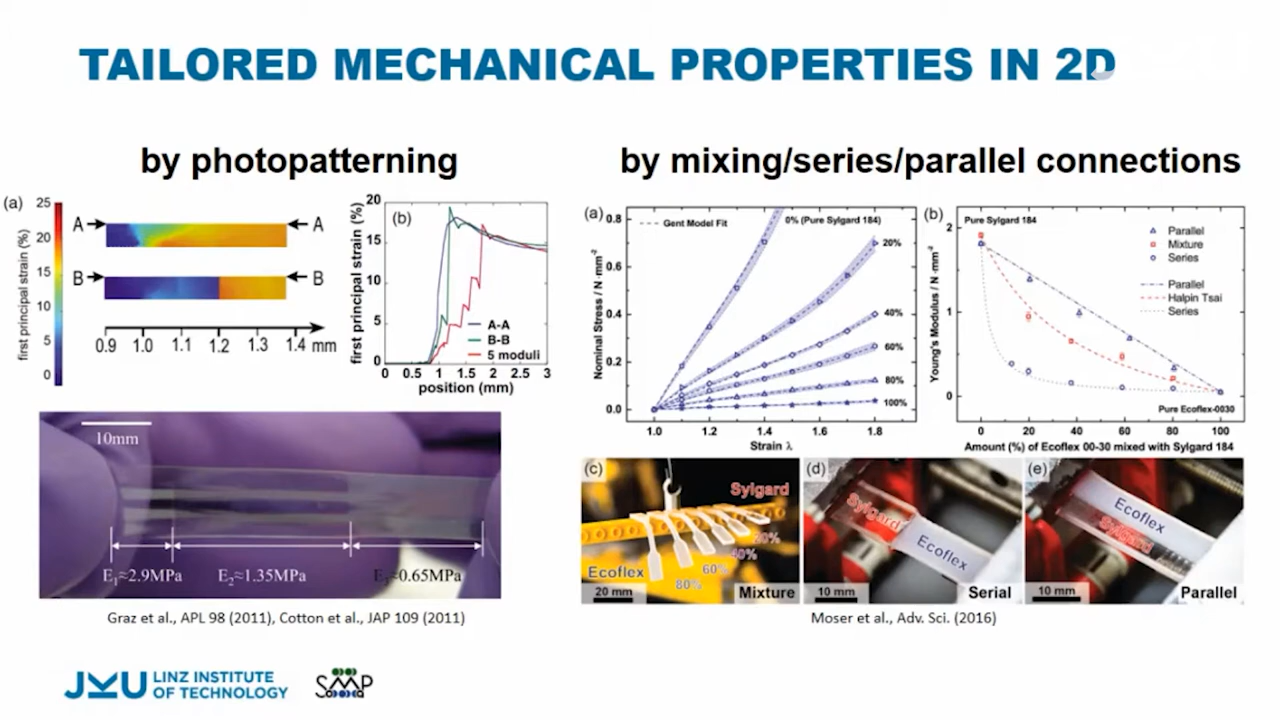 TAILORED MECHANICAL PROPERTIES IN 2D
by photopatterning
by mixing/series/parallel connections
(a)
25
20
15
10
5
0
first principal strain (%)
A
A
B
B
0.9 1.0 1.1 1.2 1.3 1.4 mm
(b)
first principal strain (%)
20
15
10
5
0
A-A
B-B
5 moduli
0 0.5 1 1.5 2 2.5 3
position (mm)
10mm
E₁≈2.9MPa
E₂≈1.35MPa
≈0.65MPa
Graz et al., APL 98 (2011), Cotton et al., JAP 109 (2011)
(a)
Nominal Stress / N·mm⁻²
0.8
0.6
0.4
0.2
0.0
Gent Model Fit
0% (Pure Sylgard 184)
20%
40%
60%
80%
100%
1.0 1.2 1.4 1.6 1.8
Strain λ
(b)
Young's Modulus / N·mm⁻²
2
1
0
Pure Sylgard 184
Parallel
Mixture
Series
Parallel
Halpin Tsai
Series
Pure Ecoflex-0030
0 20 40 60 80 100
Amount (%) of Ecoflex 00-30 mixed with Sylgard 184
(c)
Sylgard
20%
40%
60%
80%
Ecoflex
20 mm
Mixture
(d)
Sylgard
Ecoflex
10 mm
Serial
(e)
Ecoflex
Sylgard
10 mm
Parallel
Moser et al., Adv. Sci. (2016)
JKU LINZ INSTITUTE
OF TECHNOLOGY
SMP